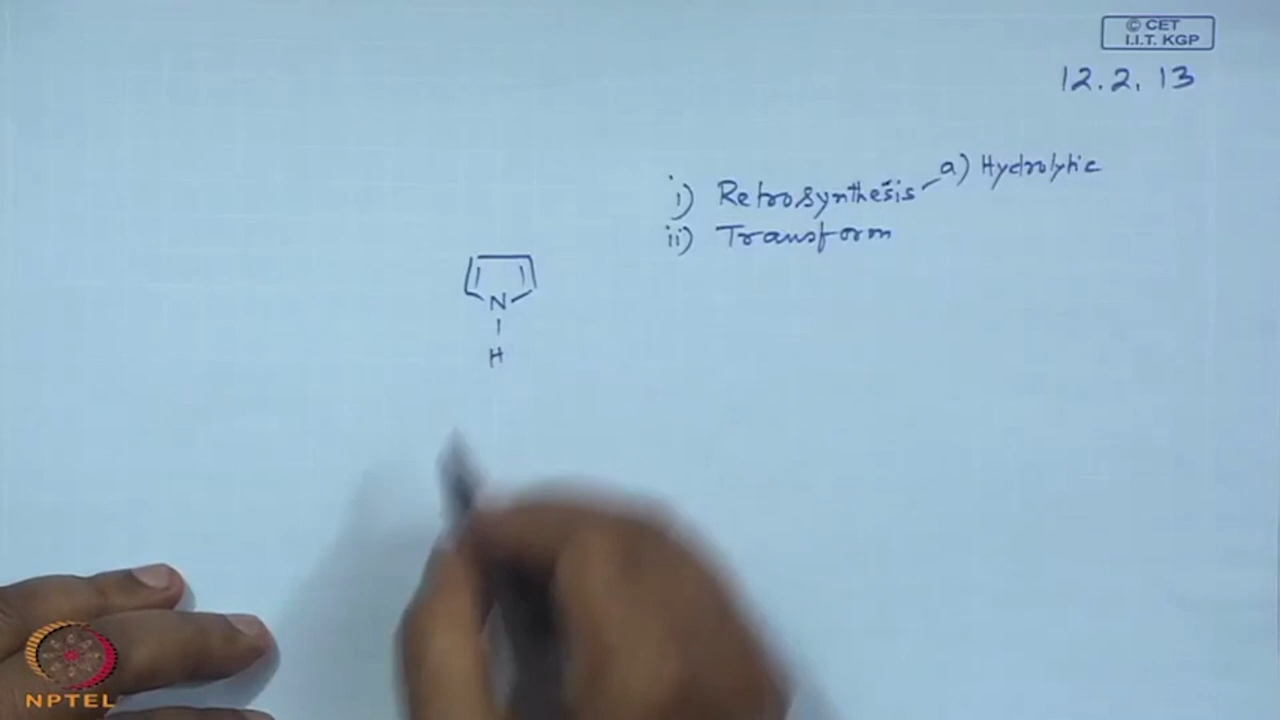 © CET
I.I.T. KGP
12.2.13
i) Retrosynthesis a) Hydrolytic
ii) Transform
N
H
NPTEL